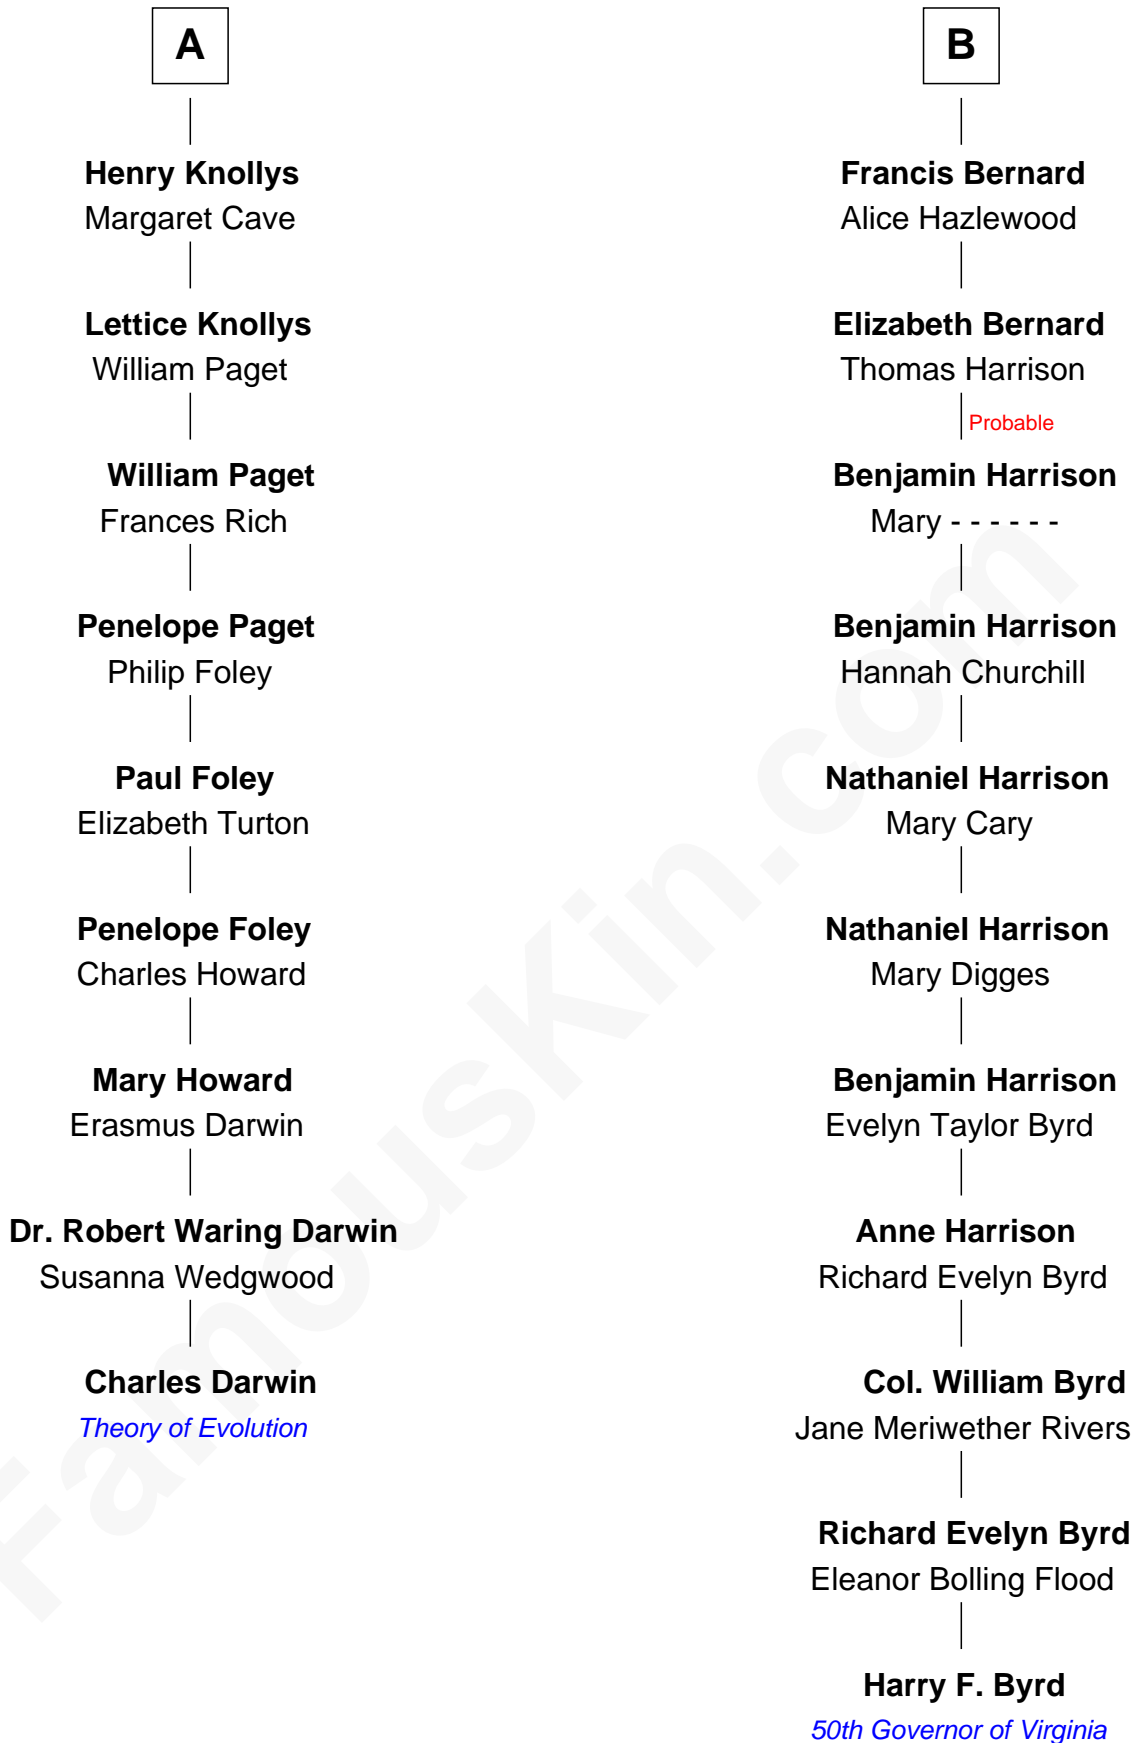 A
Henry Knollys
Margaret Cave
Lettice Knollys
William Paget
William Paget
Frances Rich
Penelope Paget
Philip Foley
Paul Foley
Elizabeth Turton
Penelope Foley
Charles Howard
Mary Howard
Erasmus Darwin
Dr. Robert Waring Darwin
Susanna Wedgwood
Charles Darwin
Theory of Evolution
B
Francis Bernard
Alice Hazlewood
Elizabeth Bernard
Thomas Harrison
Probable
Benjamin Harrison
Mary - - - - - -
Benjamin Harrison
Hannah Churchill
Nathaniel Harrison
Mary Cary
Nathaniel Harrison
Mary Digges
Benjamin Harrison
Evelyn Taylor Byrd
Anne Harrison
Richard Evelyn Byrd
Col. William Byrd
Jane Meriwether Rivers
Richard Evelyn Byrd
Eleanor Bolling Flood
Harry F. Byrd
50th Governor of Virginia
FamousKin.com